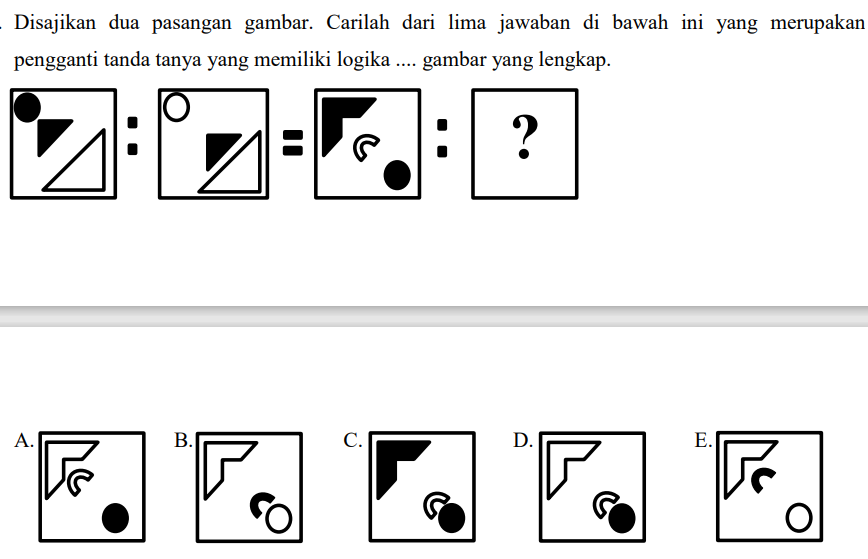 . Disajikan dua pasangan gambar. Carilah dari lima jawaban di bawah ini yang merupakan
pengganti tanda tanya yang memiliki logika .... gambar yang lengkap.
: = : ?
A. B. C. D. E.